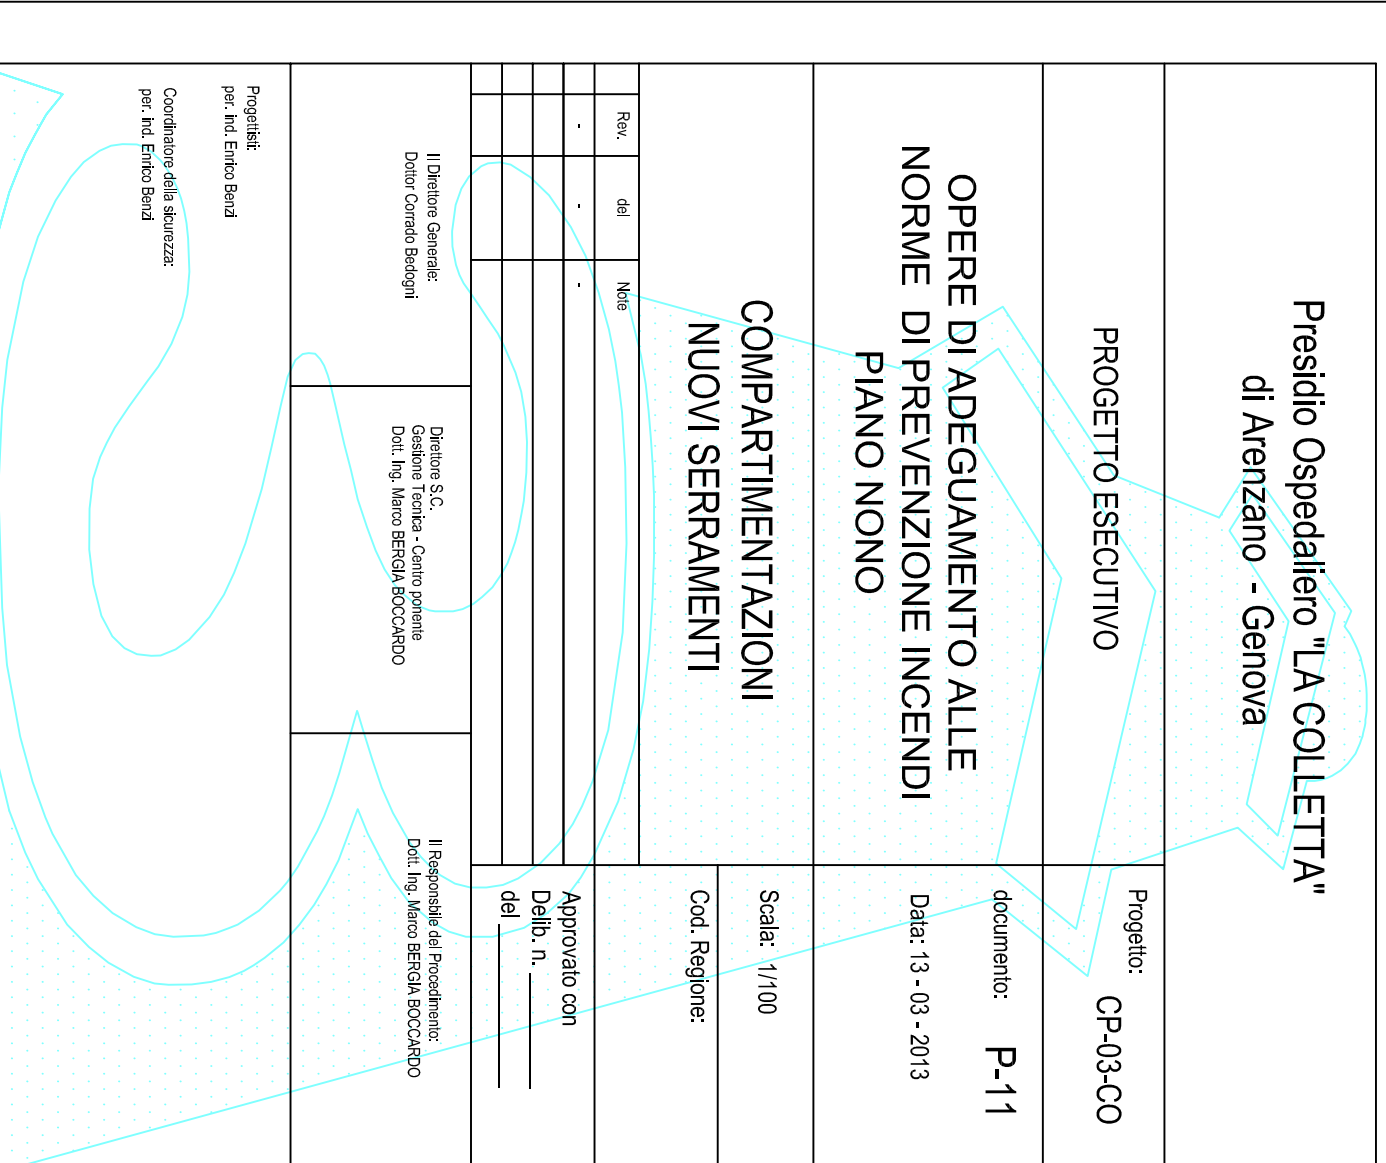 Presidio Ospedaliero "LA COLLETTA"
di Arenzano - Genova
PROGETTO ESECUTIVO
Progetto: CP-03-CO
OPERE DI ADEGUAMENTO ALLE
NORME DI PREVENZIONE INCENDI
PIANO NONO
documento: P-11
Data: 13 - 03 - 2013
COMPARTIMENTAZIONI
NUOVI SERRAMENTI
Scala: 1/100
Cod. Regione:
Rev. del Note
- - -
Approvato con
Delib. n.
del
Il Direttore Generale:
Dottor Corrado Bedogni
Direttore S.C.
Gestione Tecnica - Centro ponente
Dott. Ing. Marco BERGIA BOCCARDO
Il Responsbile del Procedimento:
Dott. Ing. Marco BERGIA BOCCARDO
Progettisti:
per. ind. Enrico Benzi
Coordinatore della sicurezza:
per. ind. Enrico Benzi